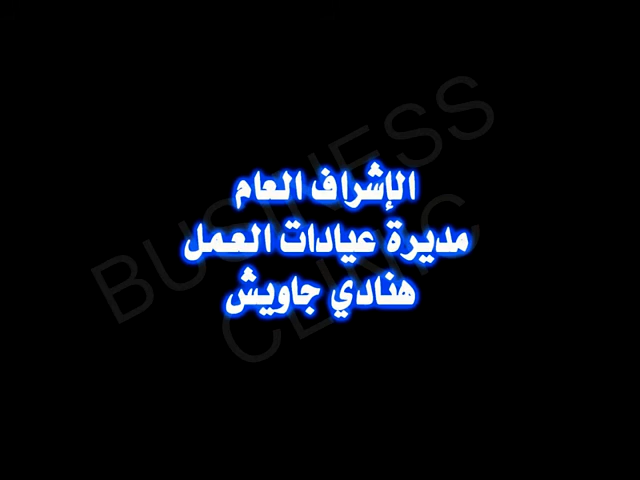 الإشراف العام
مديرة عيادات العمل
هنادي جاويش
BUSINESS
CLINIC